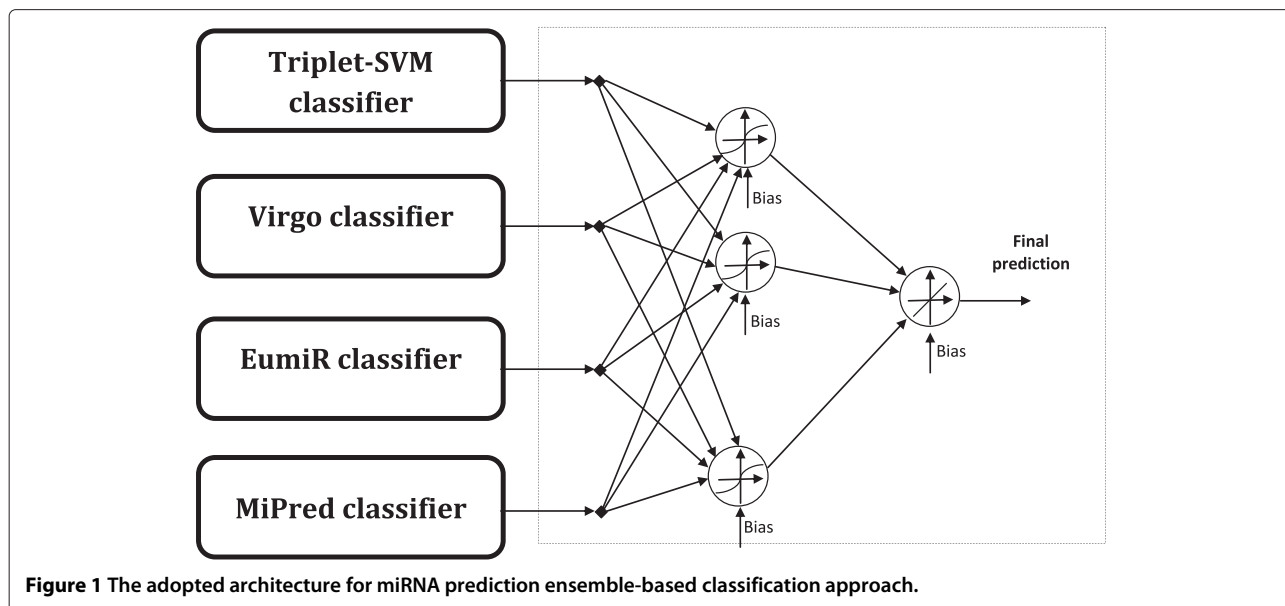 Triplet-SVM
classifier
Virgo classifier
EumiR classifier
MiPred classifier
Bias
Bias
Bias
Bias
Final
prediction
Figure 1 The adopted architecture for miRNA prediction ensemble-based classification approach.